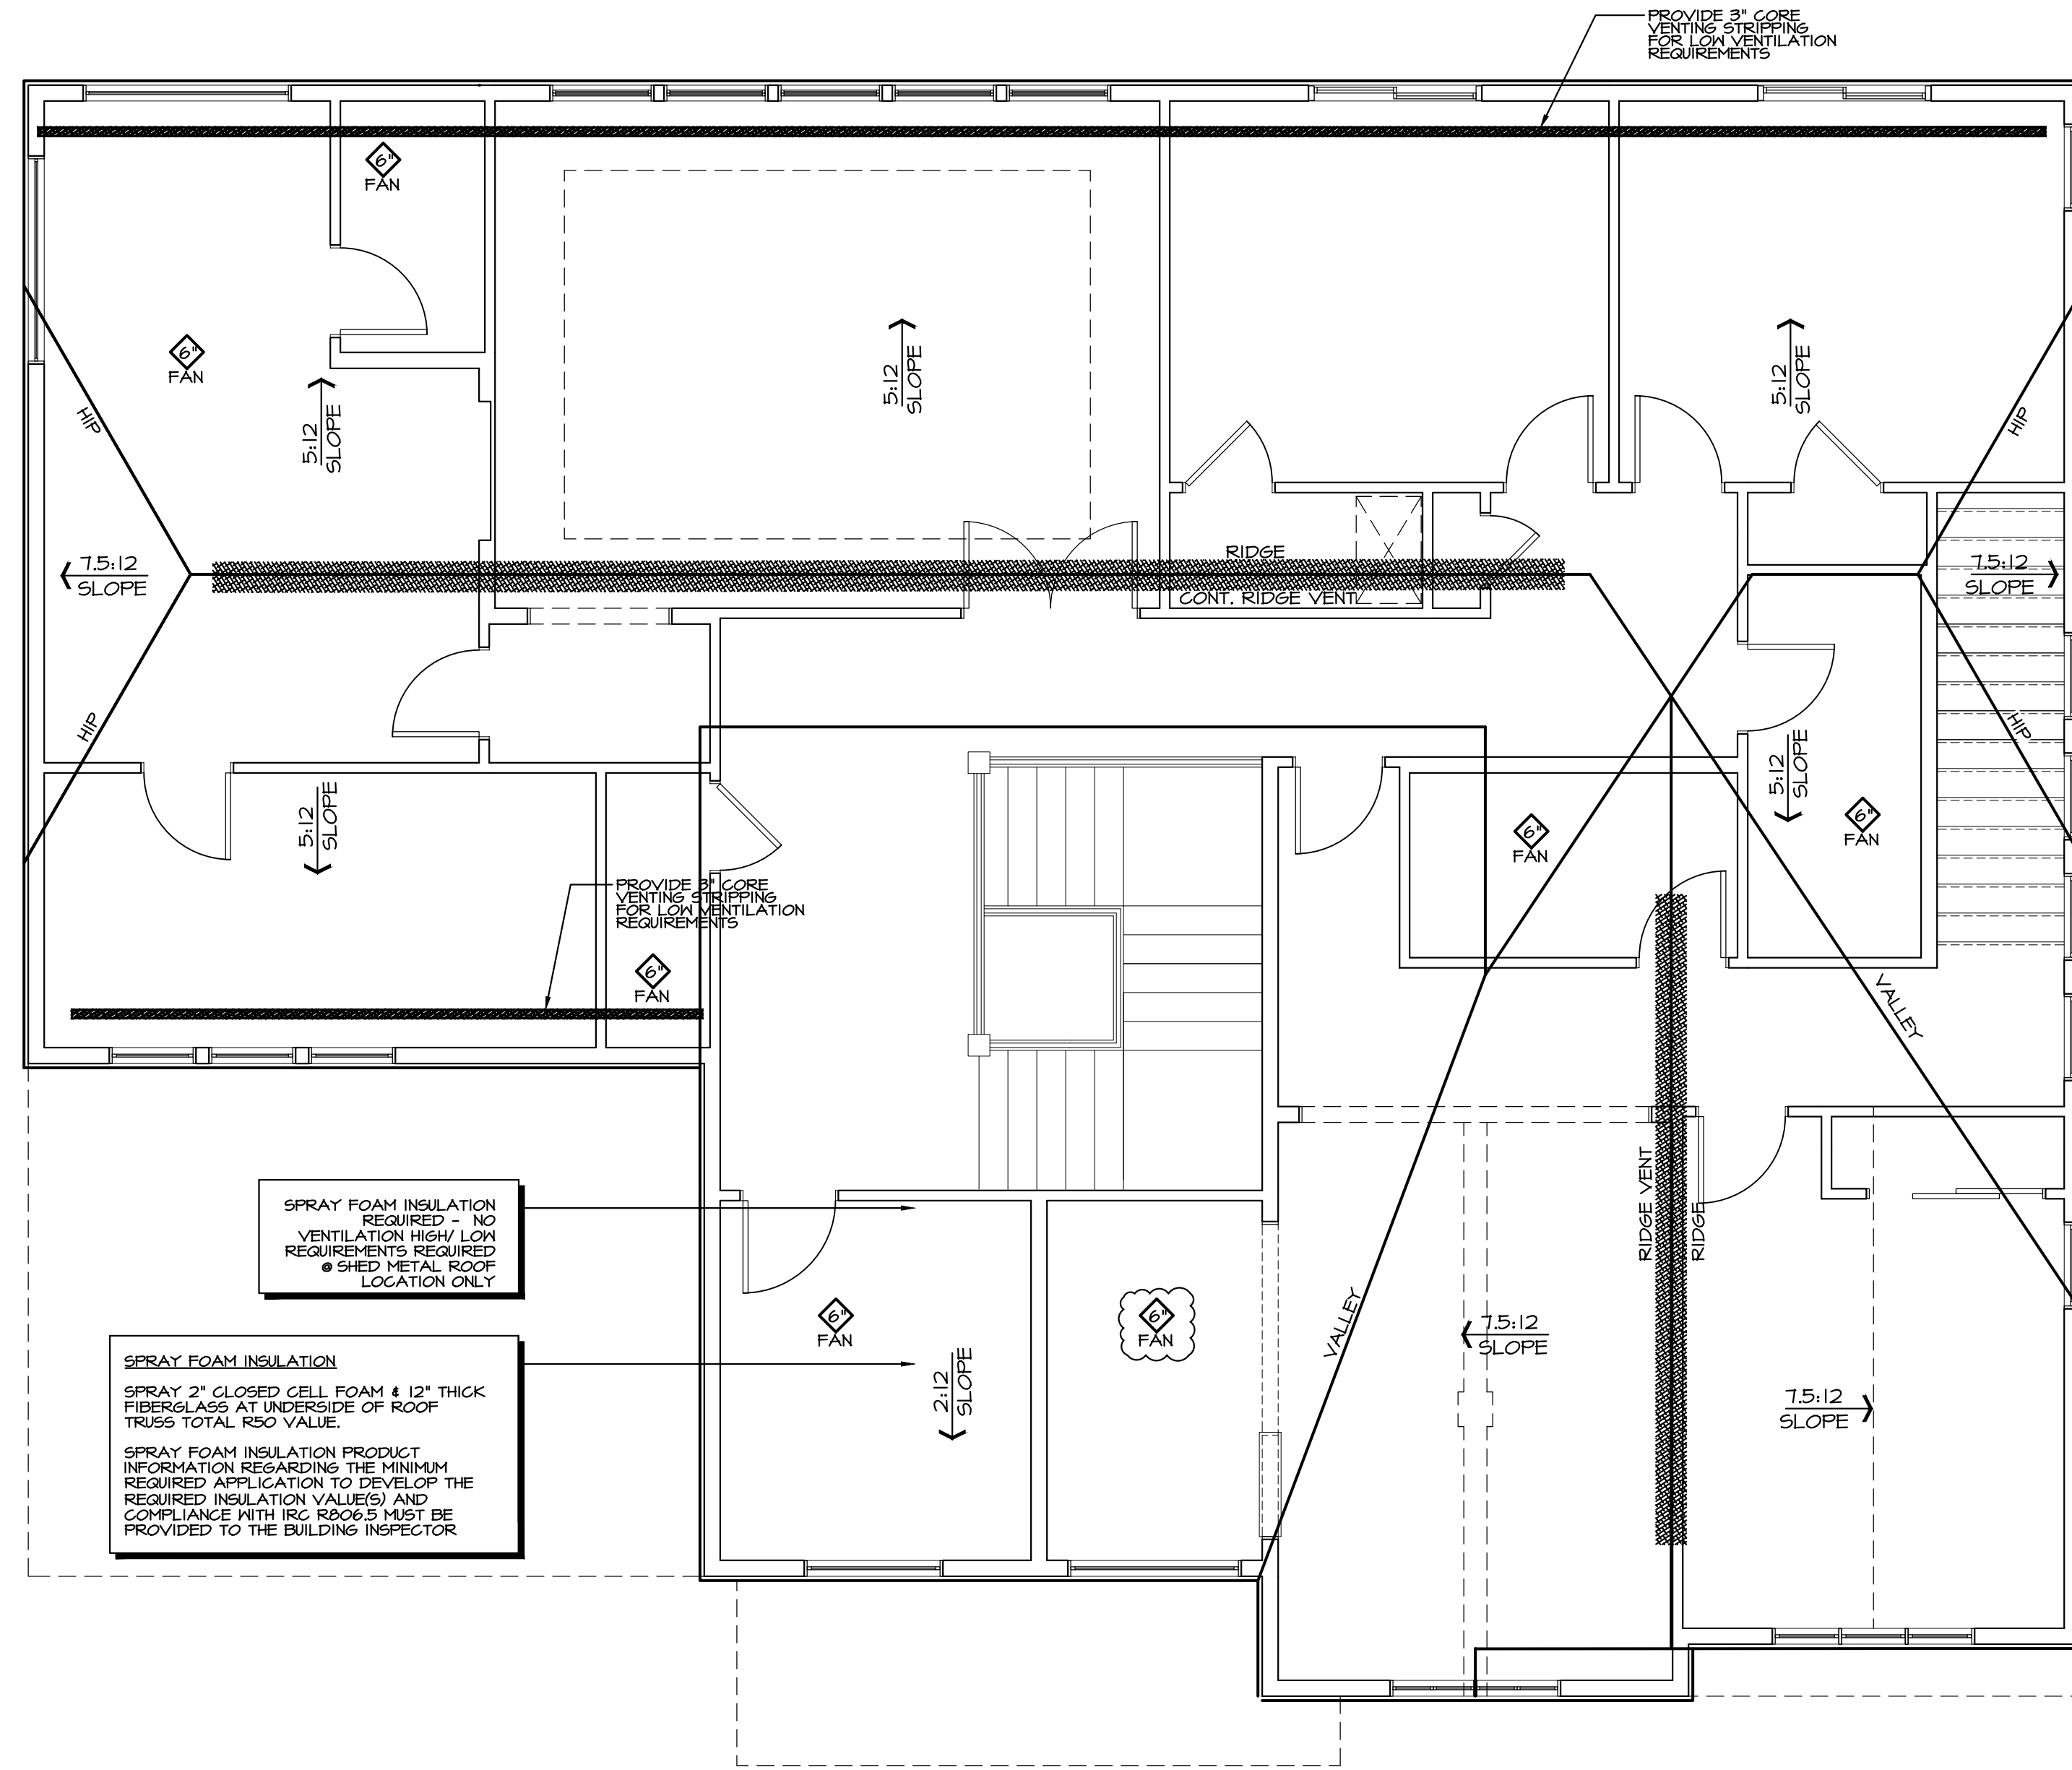 PROVIDE 3" CORE
VENTING STRIPPING
FOR LOW VENTILATION
REQUIREMENTS
6"
FAN
6"
FAN
HIP
5:12
SLOPE
5:12
SLOPE
5:12
SLOPE
HIP
7.5:12
SLOPE
RIDGE
CONT. RIDGE VENT
7.5:12
SLOPE
HIP
HIP
5:12
SLOPE
5:12
SLOPE
6"
FAN
6"
FAN
PROVIDE 3" CORE
VENTING STRIPPING
FOR LOW VENTILATION
REQUIREMENTS
6"
FAN
VALLEY
SPRAY FOAM INSULATION
REQUIRED - NO
VENTILATION HIGH/ LOW
REQUIREMENTS REQUIRED
@ SHED METAL ROOF
LOCATION ONLY
RIDGE VENT
RIDGE
6"
FAN
6"
FAN
VALLEY
7.5:12
SLOPE
2:12
SLOPE
7.5:12
SLOPE
SPRAY FOAM INSULATION
SPRAY 2" CLOSED CELL FOAM & 12" THICK
FIBERGLASS AT UNDERSIDE OF ROOF
TRUSS TOTAL R50 VALUE.
SPRAY FOAM INSULATION PRODUCT
INFORMATION REGARDING THE MINIMUM
REQUIRED APPLICATION TO DEVELOP THE
REQUIRED INSULATION VALUE(S) AND
COMPLIANCE WITH IRC R806.5 MUST BE
PROVIDED TO THE BUILDING INSPECTOR